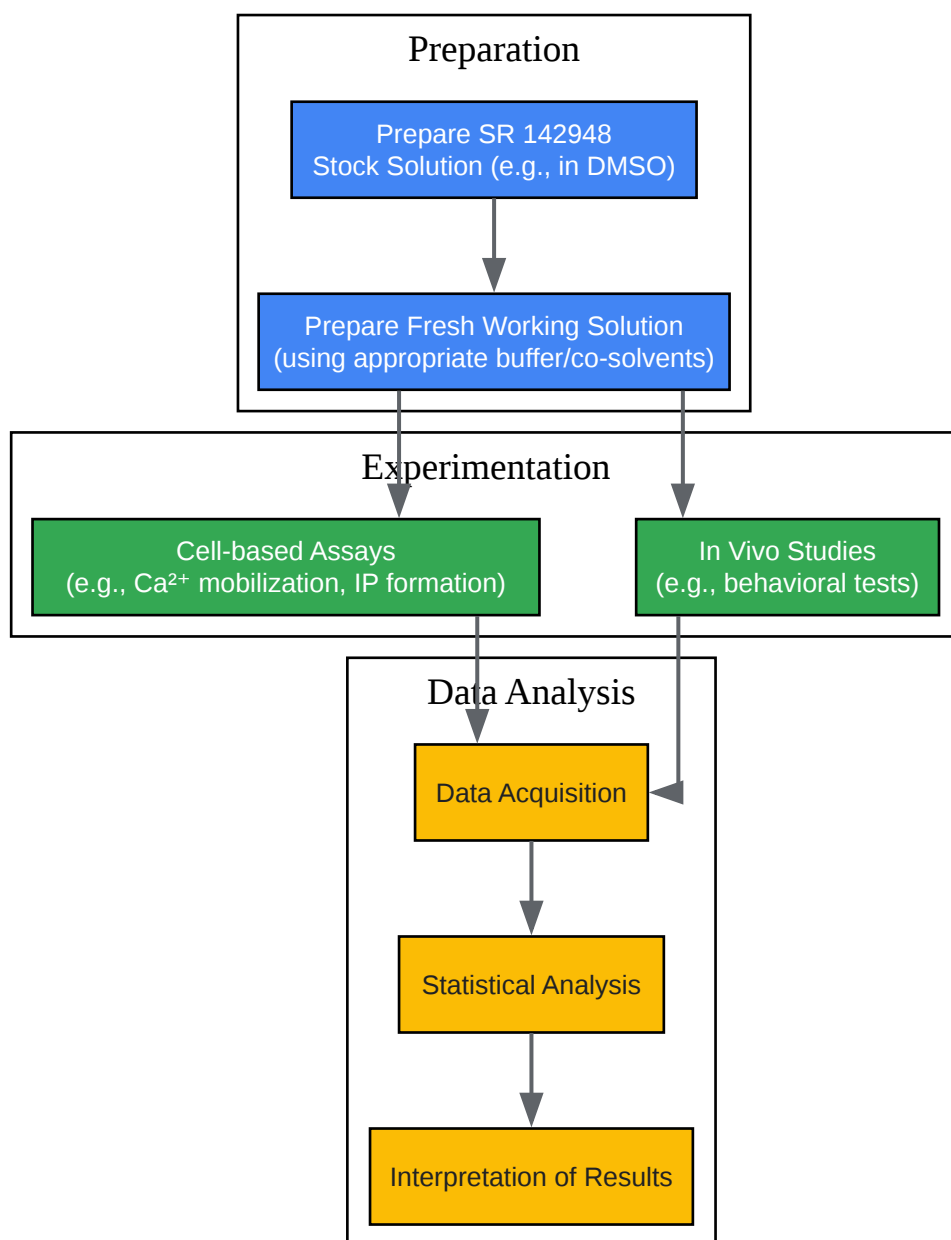 Preparation
Prepare SR 142948
Stock Solution (e.g., in DMSO)
Prepare Fresh Working Solution
(using appropriate buffer/co-solvents)
Experimentation
Cell-based Assays
(e.g., Ca²⁺ mobilization, IP formation)
In Vivo Studies
(e.g., behavioral tests)
Data Analysis
Data Acquisition
Statistical Analysis
Interpretation of Results